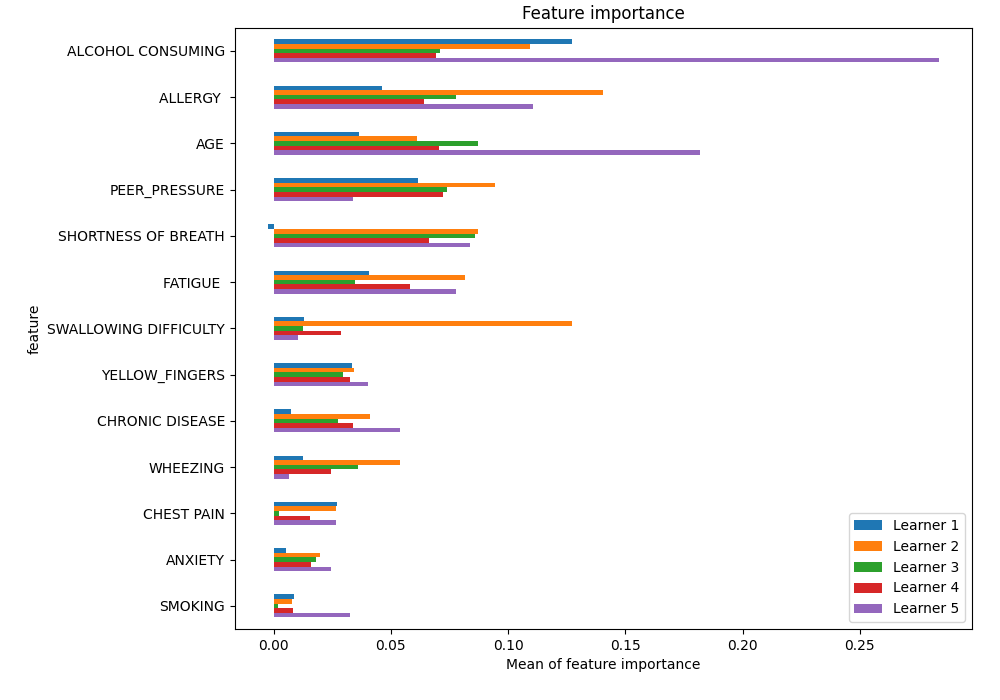 Feature importance
ALCOHOL CONSUMING
ALLERGY
AGE
PEER_PRESSURE
SHORTNESS OF BREATH
FATIGUE
SWALLOWING DIFFICULTY
YELLOW_FINGERS
CHRONIC DISEASE
WHEEZING
CHEST PAIN
ANXIETY
SMOKING
feature
Learner 1
Learner 2
Learner 3
Learner 4
Learner 5
0.00 0.05 0.10 0.15 0.20 0.25
Mean of feature importance